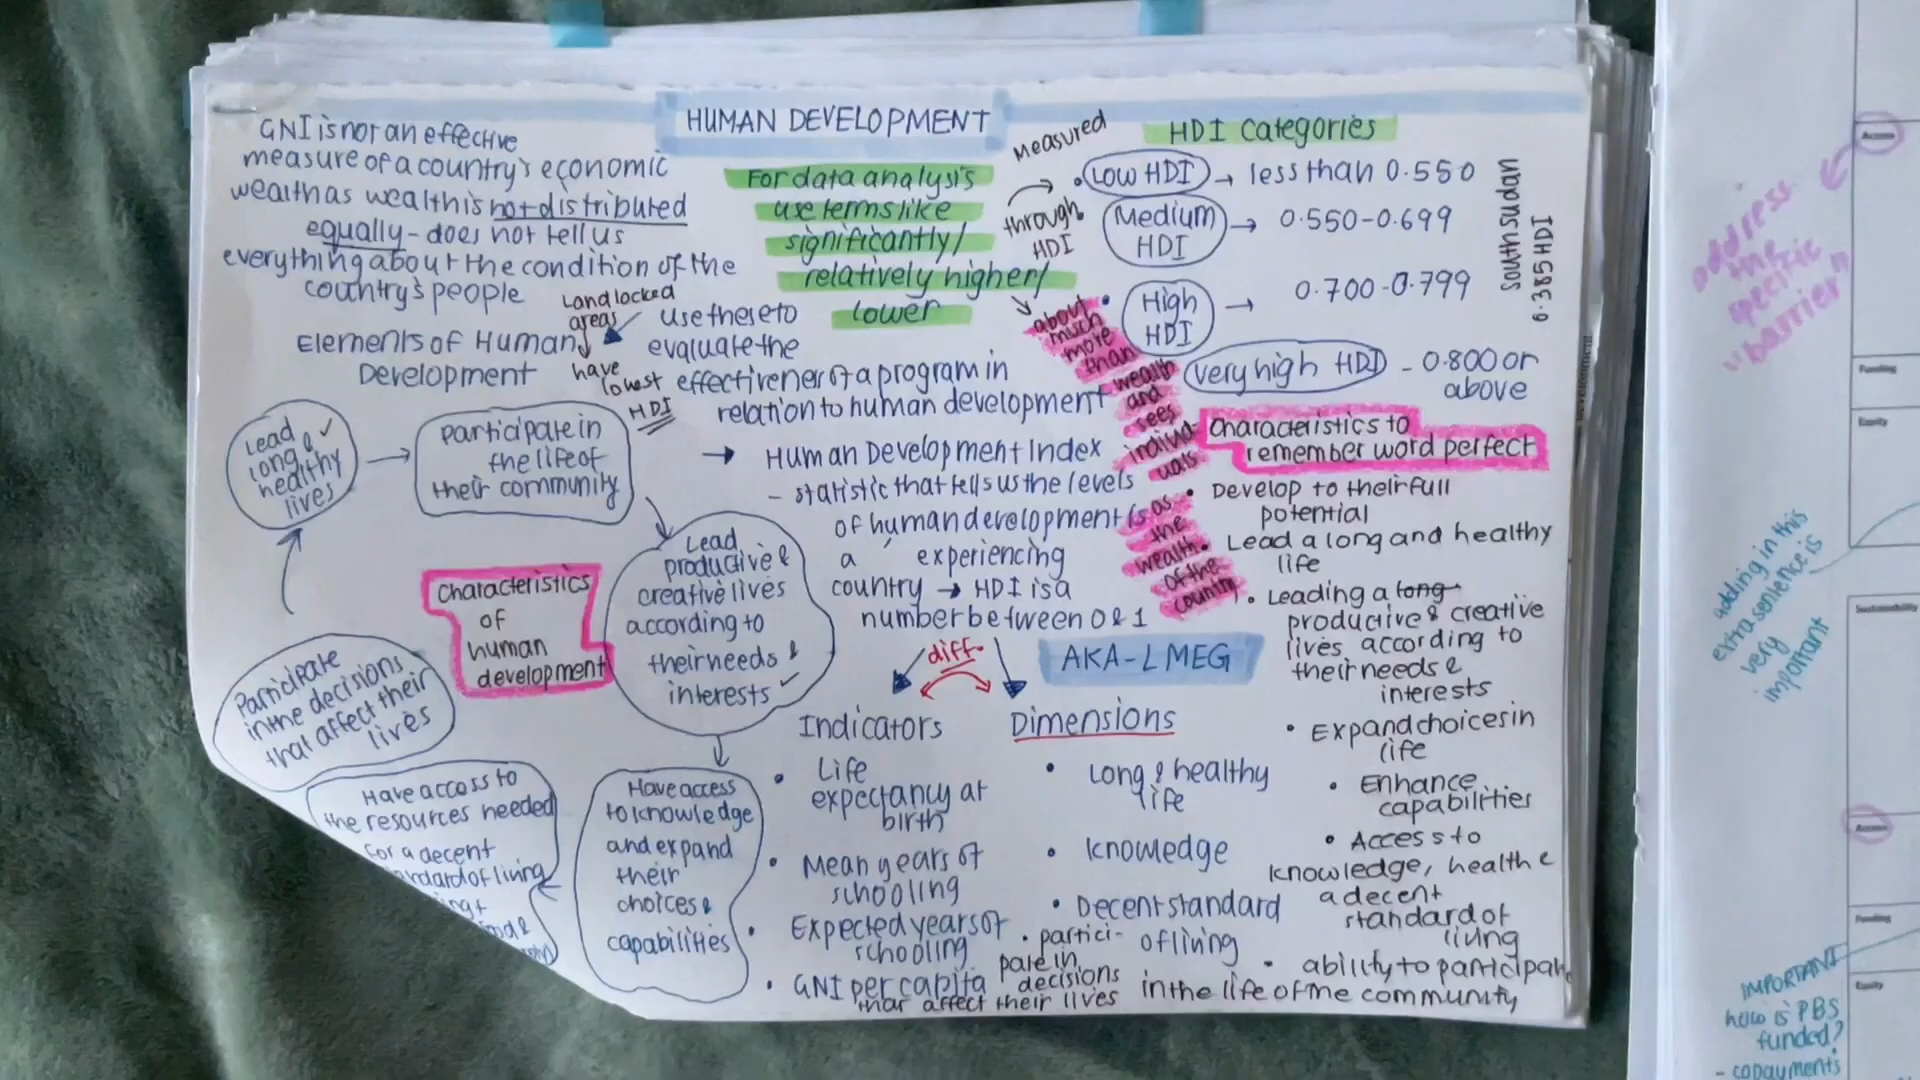 HUMAN DEVELOPMENT
GNI is not an effective
measure of a country's economic
wealth as wealth is not distributed
equally - does not tell us
everything about the condition of the
country's people
For data analysis
use terms like
significantly/
relatively higher/
lower
Measured
through
HDI
HDI Categories
Low HDI → less than 0.550
Medium
HDI → 0.550-0.699
High
HDI → 0.700-0.799
very high HDI - 0.800 or
above
south sudan
Landlocked
areas
have
lowest
HDI
use these to
evaluate the
effectiveness of a program in
relation to human development
about
much
more
than
wealth
and
sees
individ-
uals
as
the
wealth
of the
country
Elements of Human
Development
Lead
long &
healthy
lives
Participate in
the life of
their community
Lead
productive &
creative lives
according to
their needs &
interests
Have access
to knowledge
and expand
their
choices &
capabilities
Have access to
the resources needed
for a decent
of living
Participate
in the decisions
that affect their
lives
Characteristics
of
human
development
→ Human Development Index
- statistic that tells us the levels
of human development
a experiencing
country → HDI is a
number between 0 & 1
diff.
AKA-LMEG
Indicators
• Life
expectancy at
birth
• Mean years of
schooling
• Expected years of
schooling
• GNI per capita
Dimensions
• Long & healthy
life
• Knowledge
• Decent standard
of living
Characteristics to
remember word perfect
• Develop to their full
potential
• Lead a long and healthy
life
• Leading a long
productive & creative
lives according to
their needs &
interests
• Expand choices in
life
• Enhance
capabilities
• Access to
knowledge, health &
a decent
standard of
living
• ability to participate
in the life of the community
• partici-
pate in
decisions
that affect their lives
Access
address
the
specific
"barrier"
Funding
Equity
adding in this
extra sentence is
very
important
Sustainability
Access
Funding
Equity
IMPORTANT
how is PBS
funded?
- copayments